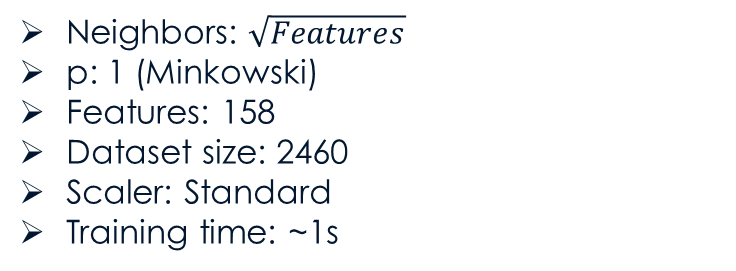 ➢ Neighbors: √Features
➢ p: 1 (Minkowski)
➢ Features: 158
➢ Dataset size: 2460
➢ Scaler: Standard
➢ Training time: ~1s